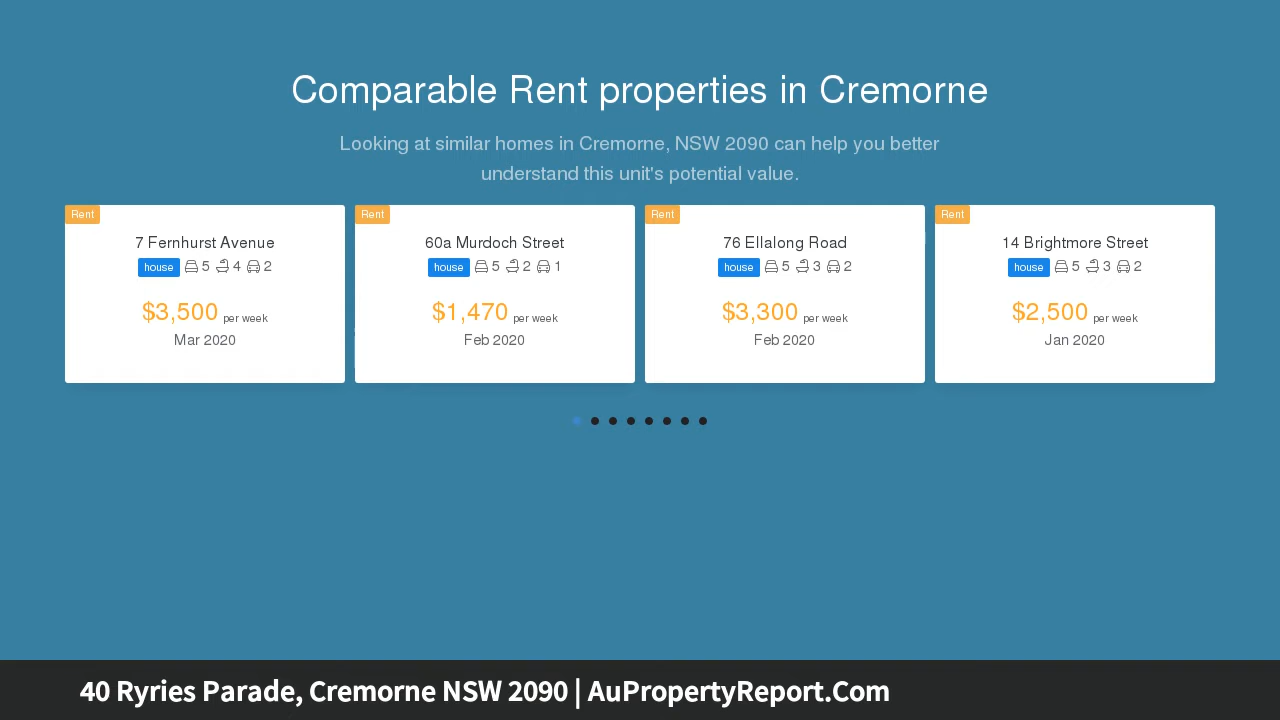 Comparable Rent properties in Cremorne
Looking at similar homes in Cremorne, NSW 2090 can help you better
understand this unit's potential value.
Rent
7 Fernhurst Avenue
house 5 4 2
$3,500 per week
Mar 2020
Rent
60a Murdoch Street
house 5 2 1
$1,470 per week
Feb 2020
Rent
76 Ellalong Road
house 5 3 2
$3,300 per week
Feb 2020
Rent
14 Brightmore Street
house 5 3 2
$2,500 per week
Jan 2020
40 Ryries Parade, Cremorne NSW 2090 | AuPropertyReport.Com